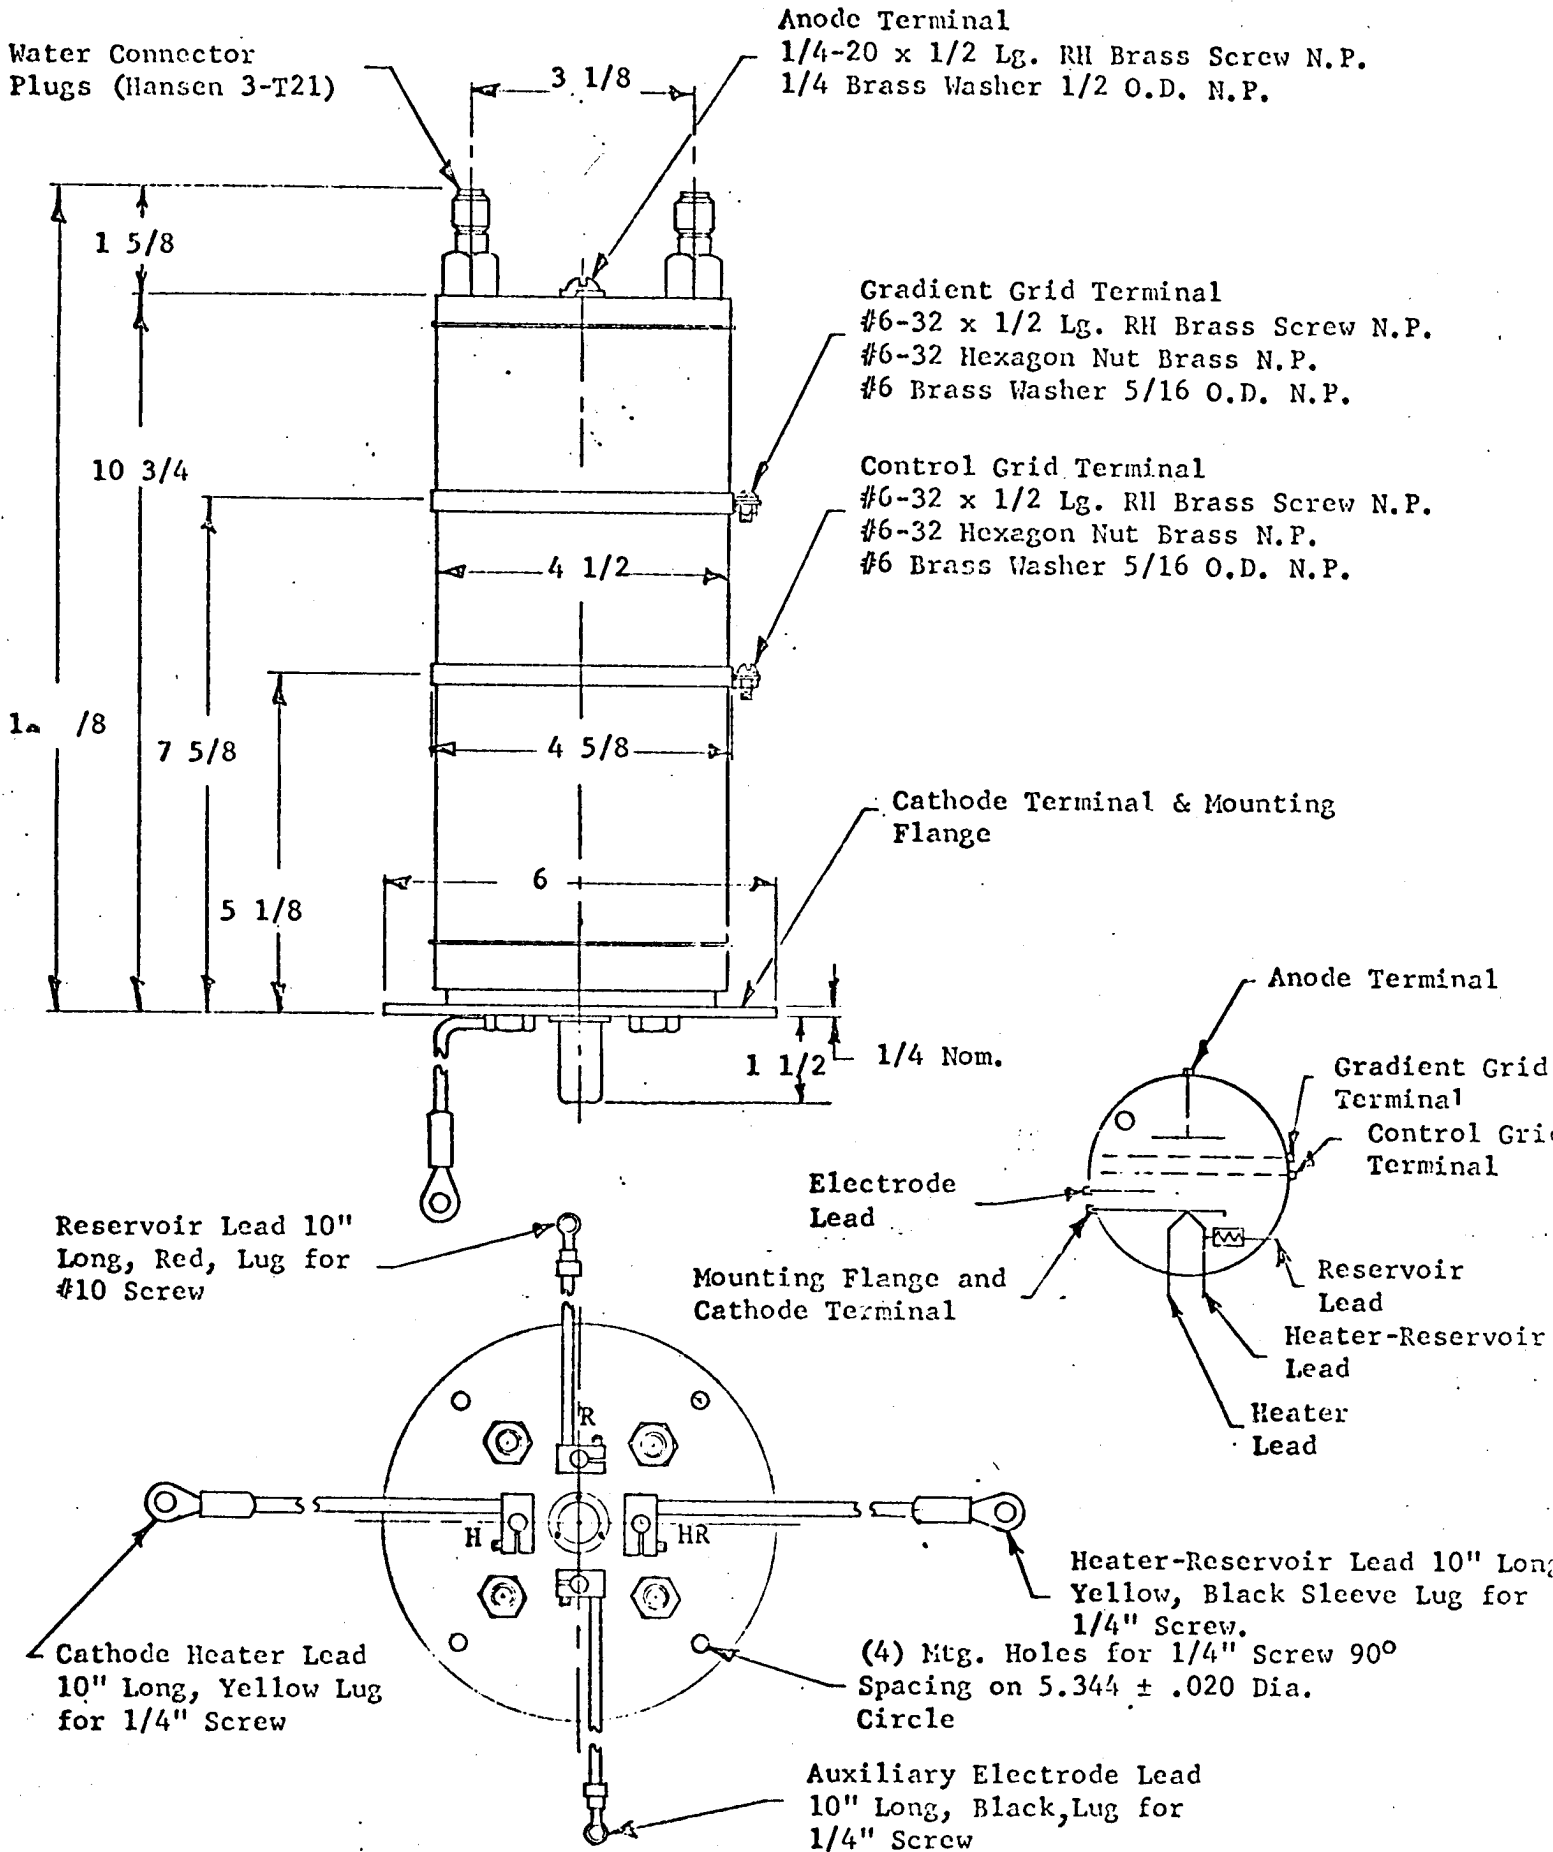 Anode Terminal
1/4-20 x 1/2 Lg. RH Brass Screw N.P.
1/4 Brass Washer 1/2 O.D. N.P.
Water Connector
Plugs (Hansen 3-T21)
3 1/8
1 5/8
Gradient Grid Terminal
#6-32 x 1/2 Lg. RH Brass Screw N.P.
#6-32 Hexagon Nut Brass N.P.
#6 Brass Washer 5/16 O.D. N.P.
10 3/4
Control Grid Terminal
#6-32 x 1/2 Lg. RH Brass Screw N.P.
#6-32 Hexagon Nut Brass N.P.
#6 Brass Washer 5/16 O.D. N.P.
4 1/2
/8
7 5/8
4 5/8
Cathode Terminal & Mounting
Flange
6
5 1/8
1 1/2
1/4 Nom.
Anode Terminal
Gradient Grid
Terminal
Control
Terminal
Electrode
Lead
Mounting Flange and
Cathode Terminal
Reservoir
Lead
Heater-Reservoir
Lead
Heater
Lead
Reservoir Lead 10"
Long, Red, Lug for
#10 Screw
R
H
HR
Heater-Reservoir Lead 10" Long
Yellow, Black Sleeve Lug for
1/4" Screw.
Cathode Heater Lead
10" Long, Yellow Lug
for 1/4" Screw
(4) Mtg. Holes for 1/4" Screw 90°
Spacing on 5.344 ± .020 Dia.
Circle
Auxiliary Electrode Lead
10" Long, Black,Lug for
1/4" Screw